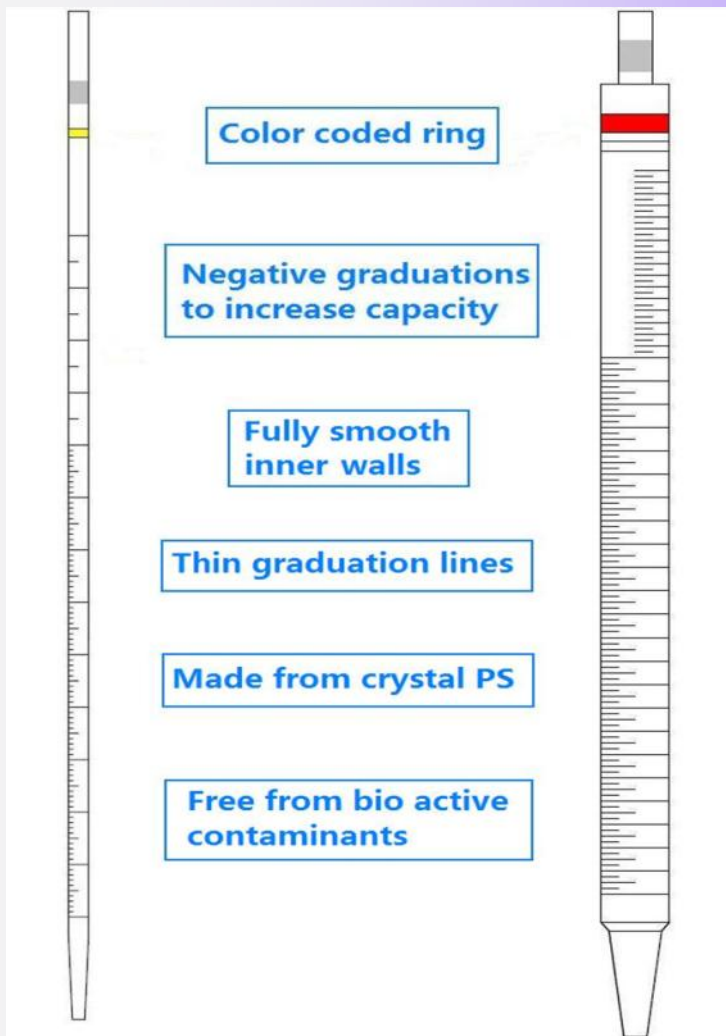 Color coded ring
Negative graduations
to increase capacity
Fully smooth
inner walls
Thin graduation lines
Made from crystal PS
Free from bio active
contaminants